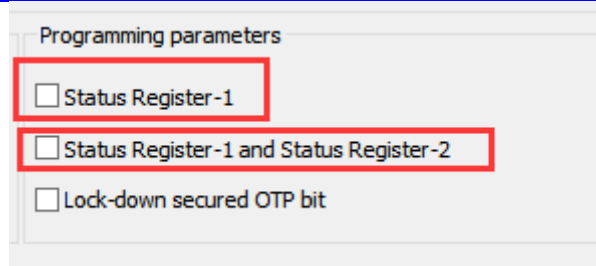 Programming parameters
Status Register-1
Status Register-1 and Status Register-2
Lock-down secured OTP bit